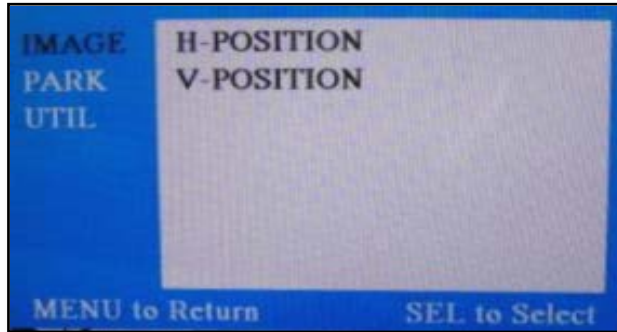 IMAGE H-POSITION
PARK V-POSITION
UTIL
MENU to Return SEL to Select